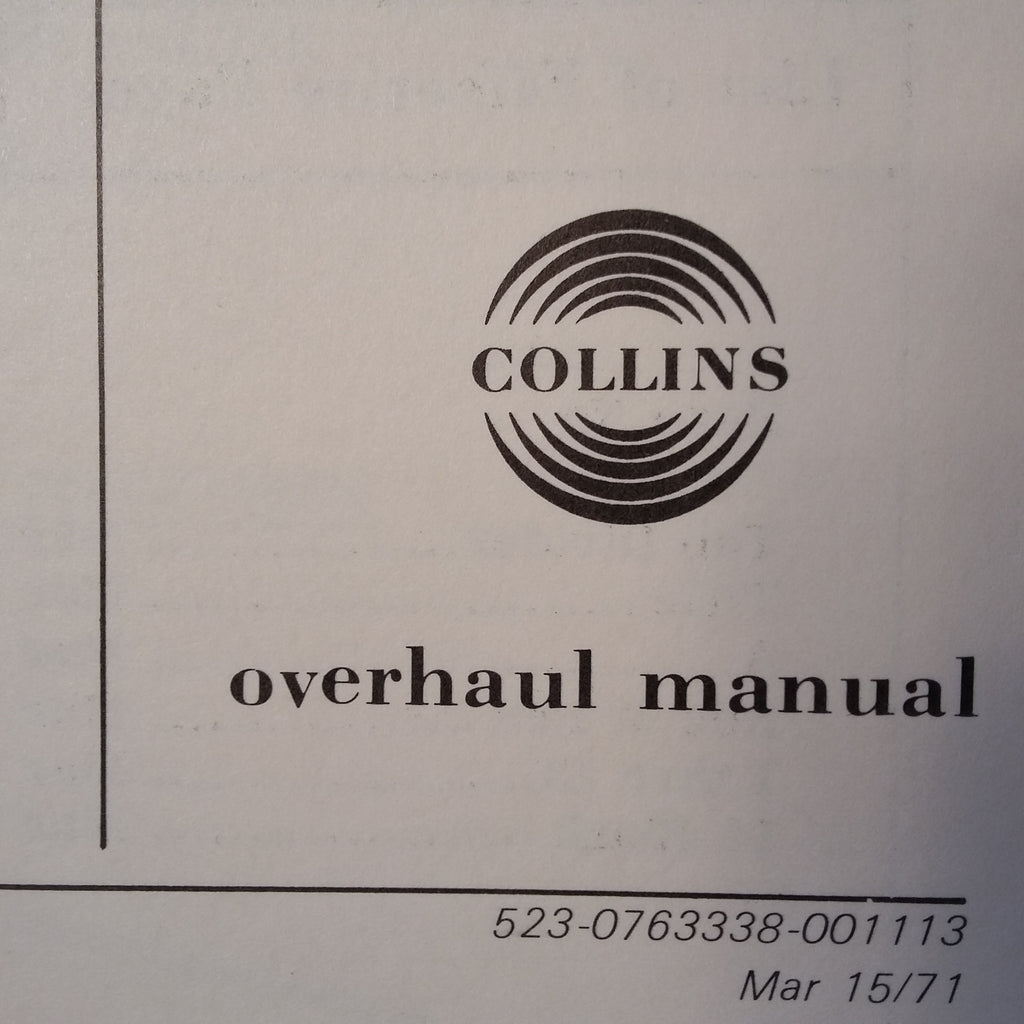 COLLINS
overhaul manual
523-0763338-001113
Mar 15/71